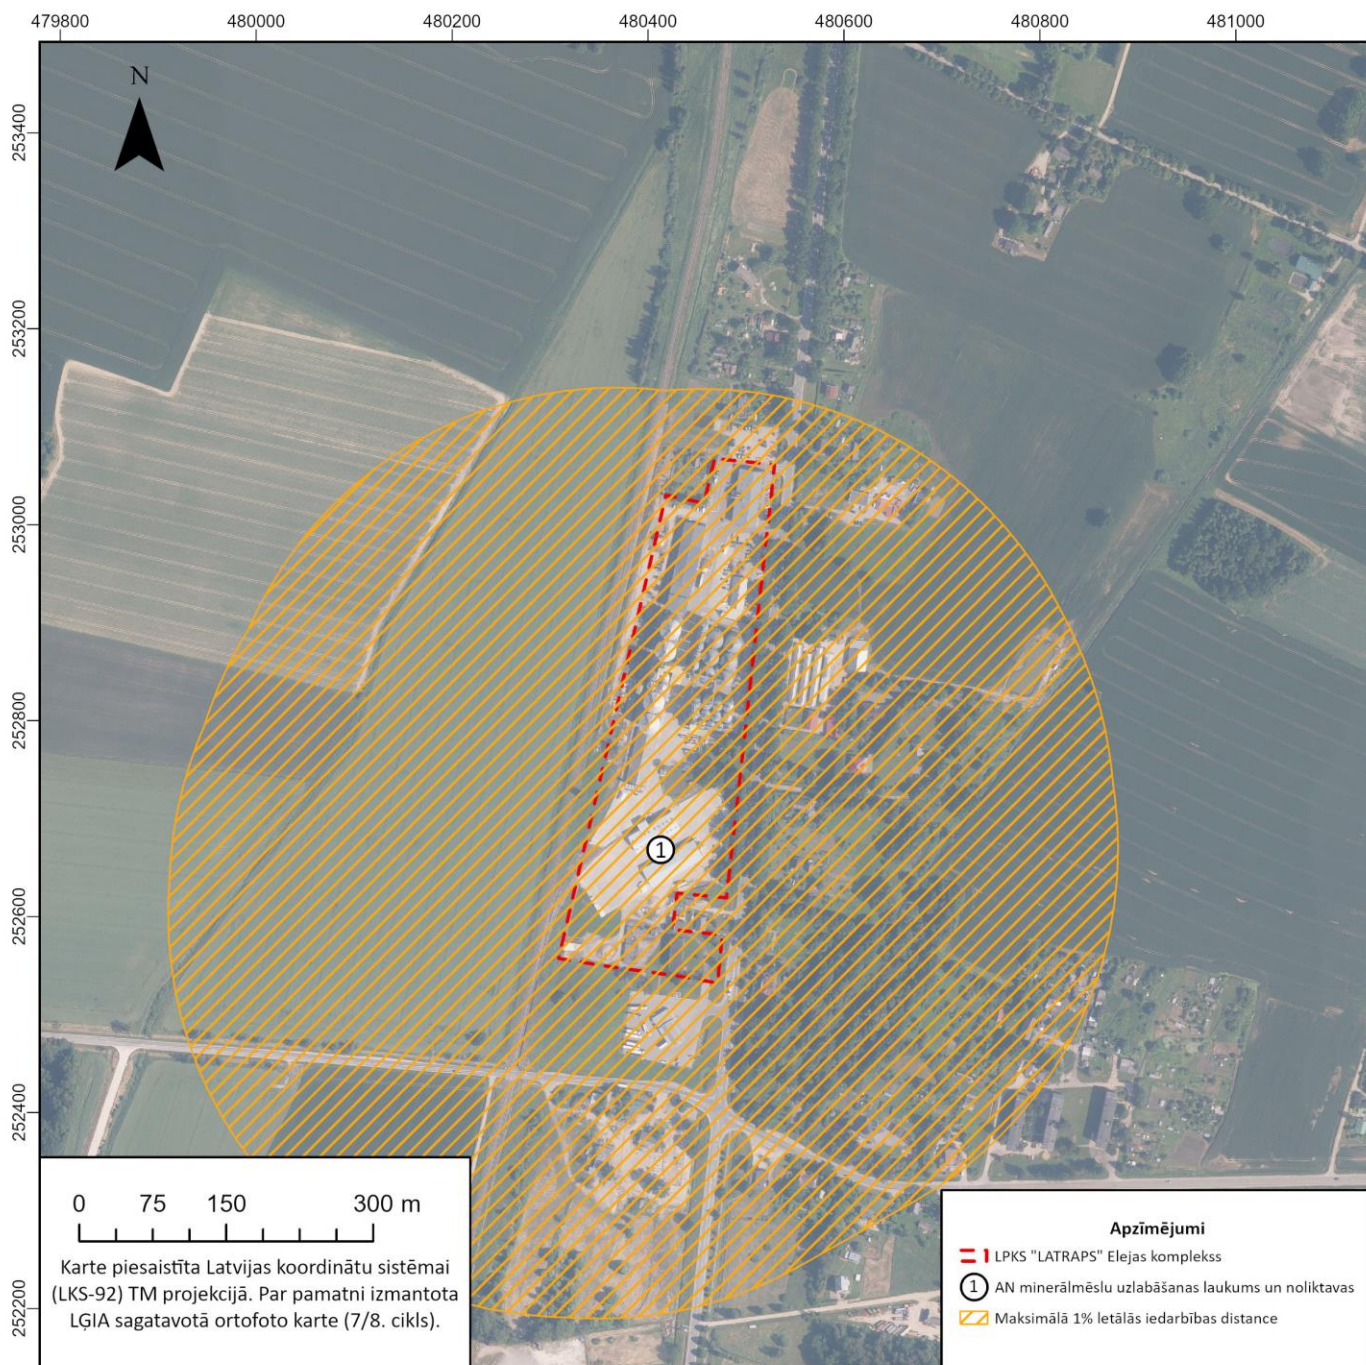 479800 480000 480200 480400 480600 480800 481000
253400
253200
253000
252800
252600
252400
252200
N
1
0 75 150 300 m
Karte piesaistīta Latvijas koordinātu sistēmai
(LKS-92) TM projekcijā. Par pamatni izmantota
LĢIA sagatavotā ortofoto karte (7/8. cikls).
Apzīmējumi
LPKS "LATRAPS" Elejas komplekss
1 AN minerālmēslu uzlabāšanas laukums un noliktavas
Maksimālā 1% letālās iedarbības distance